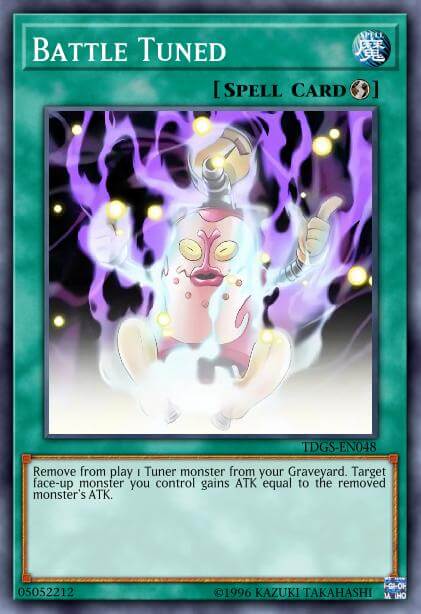 BATTLE TUNED
SPELL
魔
[SPELL CARD]
TDGS-EN048
Remove from play 1 Tuner monster from your Graveyard. Target
face-up monster you control gains ATK equal to the removed
monster's ATK.
05052212
©1996 KAZUKI TAKAHASHI